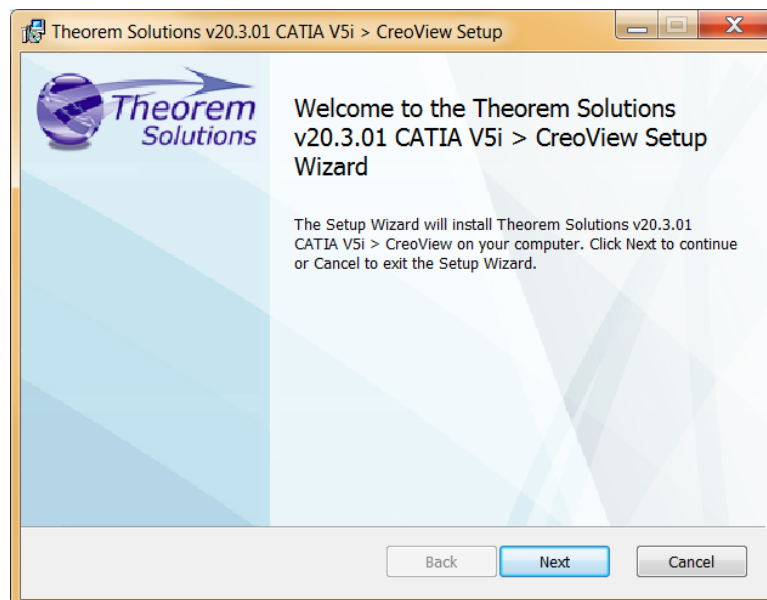 Theorem Solutions v20.3.01 CATIA V5i > CreoView Setup
Theorem
Solutions
Welcome to the Theorem Solutions
v20.3.01 CATIA V5i > CreoView Setup
Wizard
The Setup Wizard will install Theorem Solutions v20.3.01
CATIA V5i > CreoView on your computer. Click Next to continue
or Cancel to exit the Setup Wizard.
Back
Next
Cancel